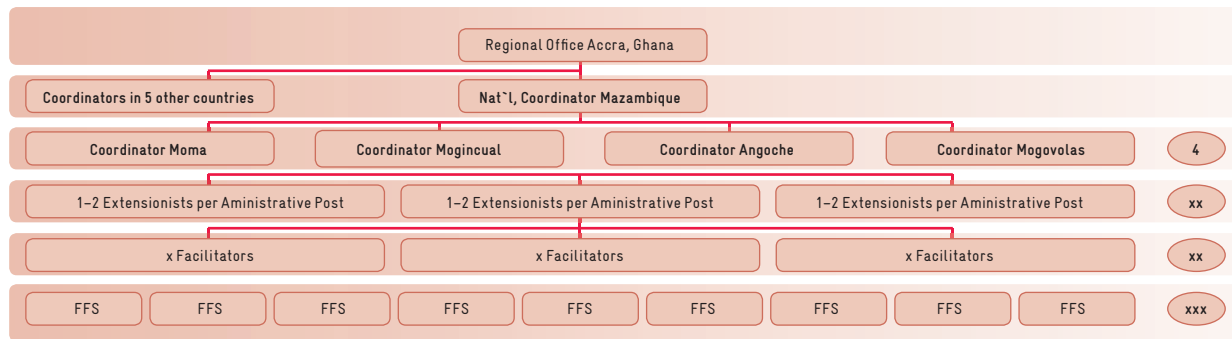 Regional Office Accra, Ghana
Coordinators in 5 other countries
Nat`l, Coordinator Mazambique
Coordinator Moma
Coordinator Mogincual
Coordinator Angoche
Coordinator Mogovolas
4
1–2 Extensionists per Aministrative Post
1–2 Extensionists per Aministrative Post
1–2 Extensionists per Aministrative Post
xx
x Facilitators
x Facilitators
x Facilitators
xx
FFS
FFS
FFS
FFS
FFS
FFS
FFS
FFS
FFS
xxx